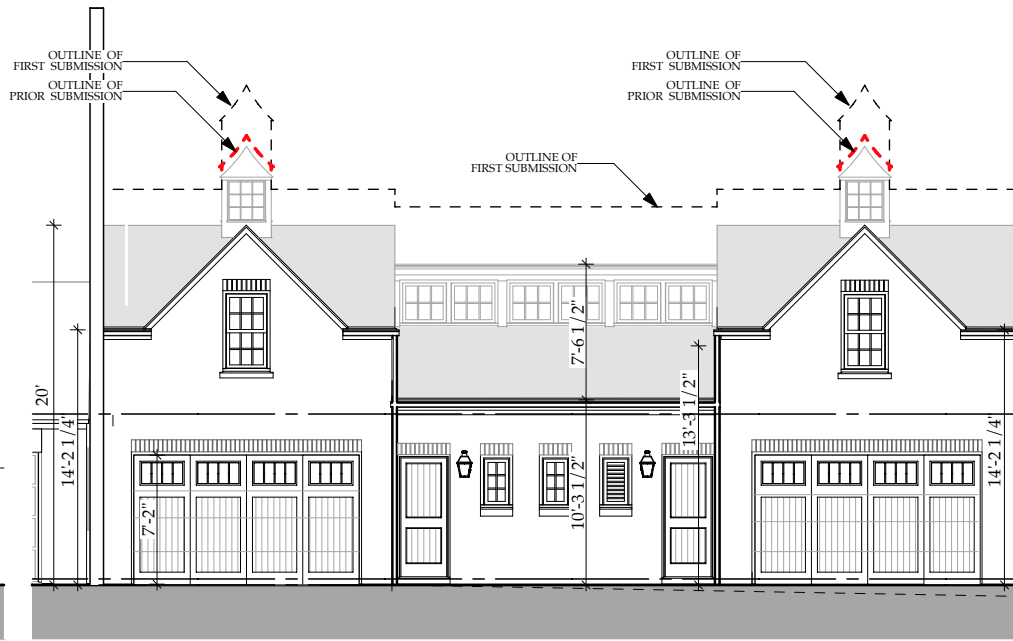 OUTLINE OF
FIRST SUBMISSION
OUTLINE OF
PRIOR SUBMISSION
OUTLINE OF
FIRST SUBMISSION
OUTLINE OF
FIRST SUBMISSION
OUTLINE OF
PRIOR SUBMISSION
20'
14'-2 1/4'
7'-2"
7'-6 1/2"
10'-3 1/2"
13'-3 1/2"
14'-2 1/4"